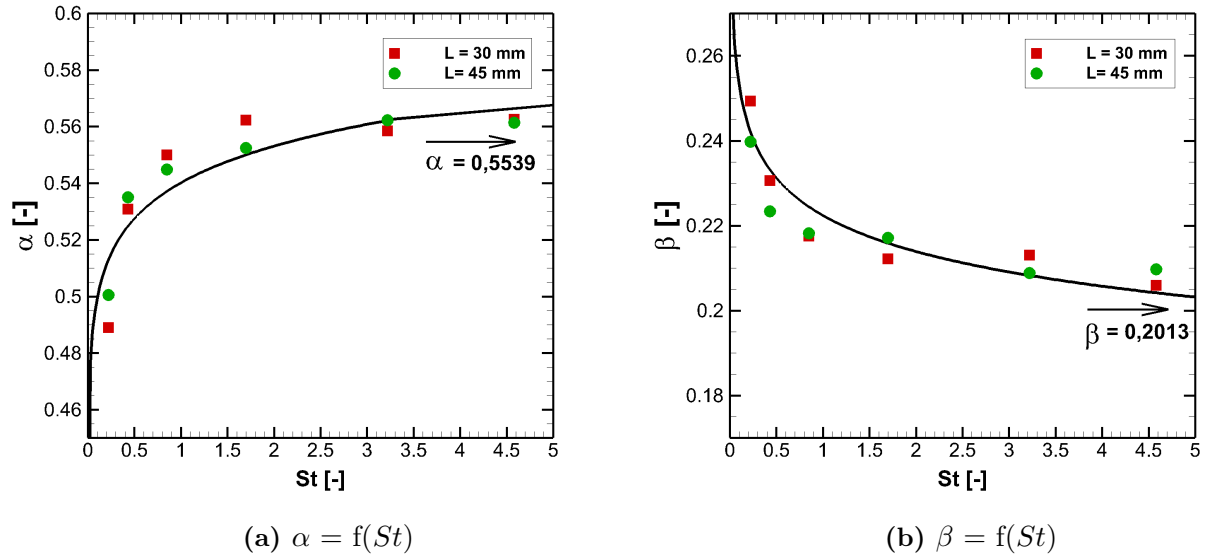 0.6
0.58
0.56
0.54
0.52
0.5
0.48
0.46
α [-]
L = 30 mm
L= 45 mm
α = 0,5539
0 0.5 1 1.5 2 2.5 3 3.5 4 4.5 5
St [-]
(a) α = f(St)
0.26
0.24
0.22
0.2
0.18
β [-]
L = 30 mm
L= 45 mm
β = 0,2013
0 0.5 1 1.5 2 2.5 3 3.5 4 4.5 5
St [-]
(b) β = f(St)